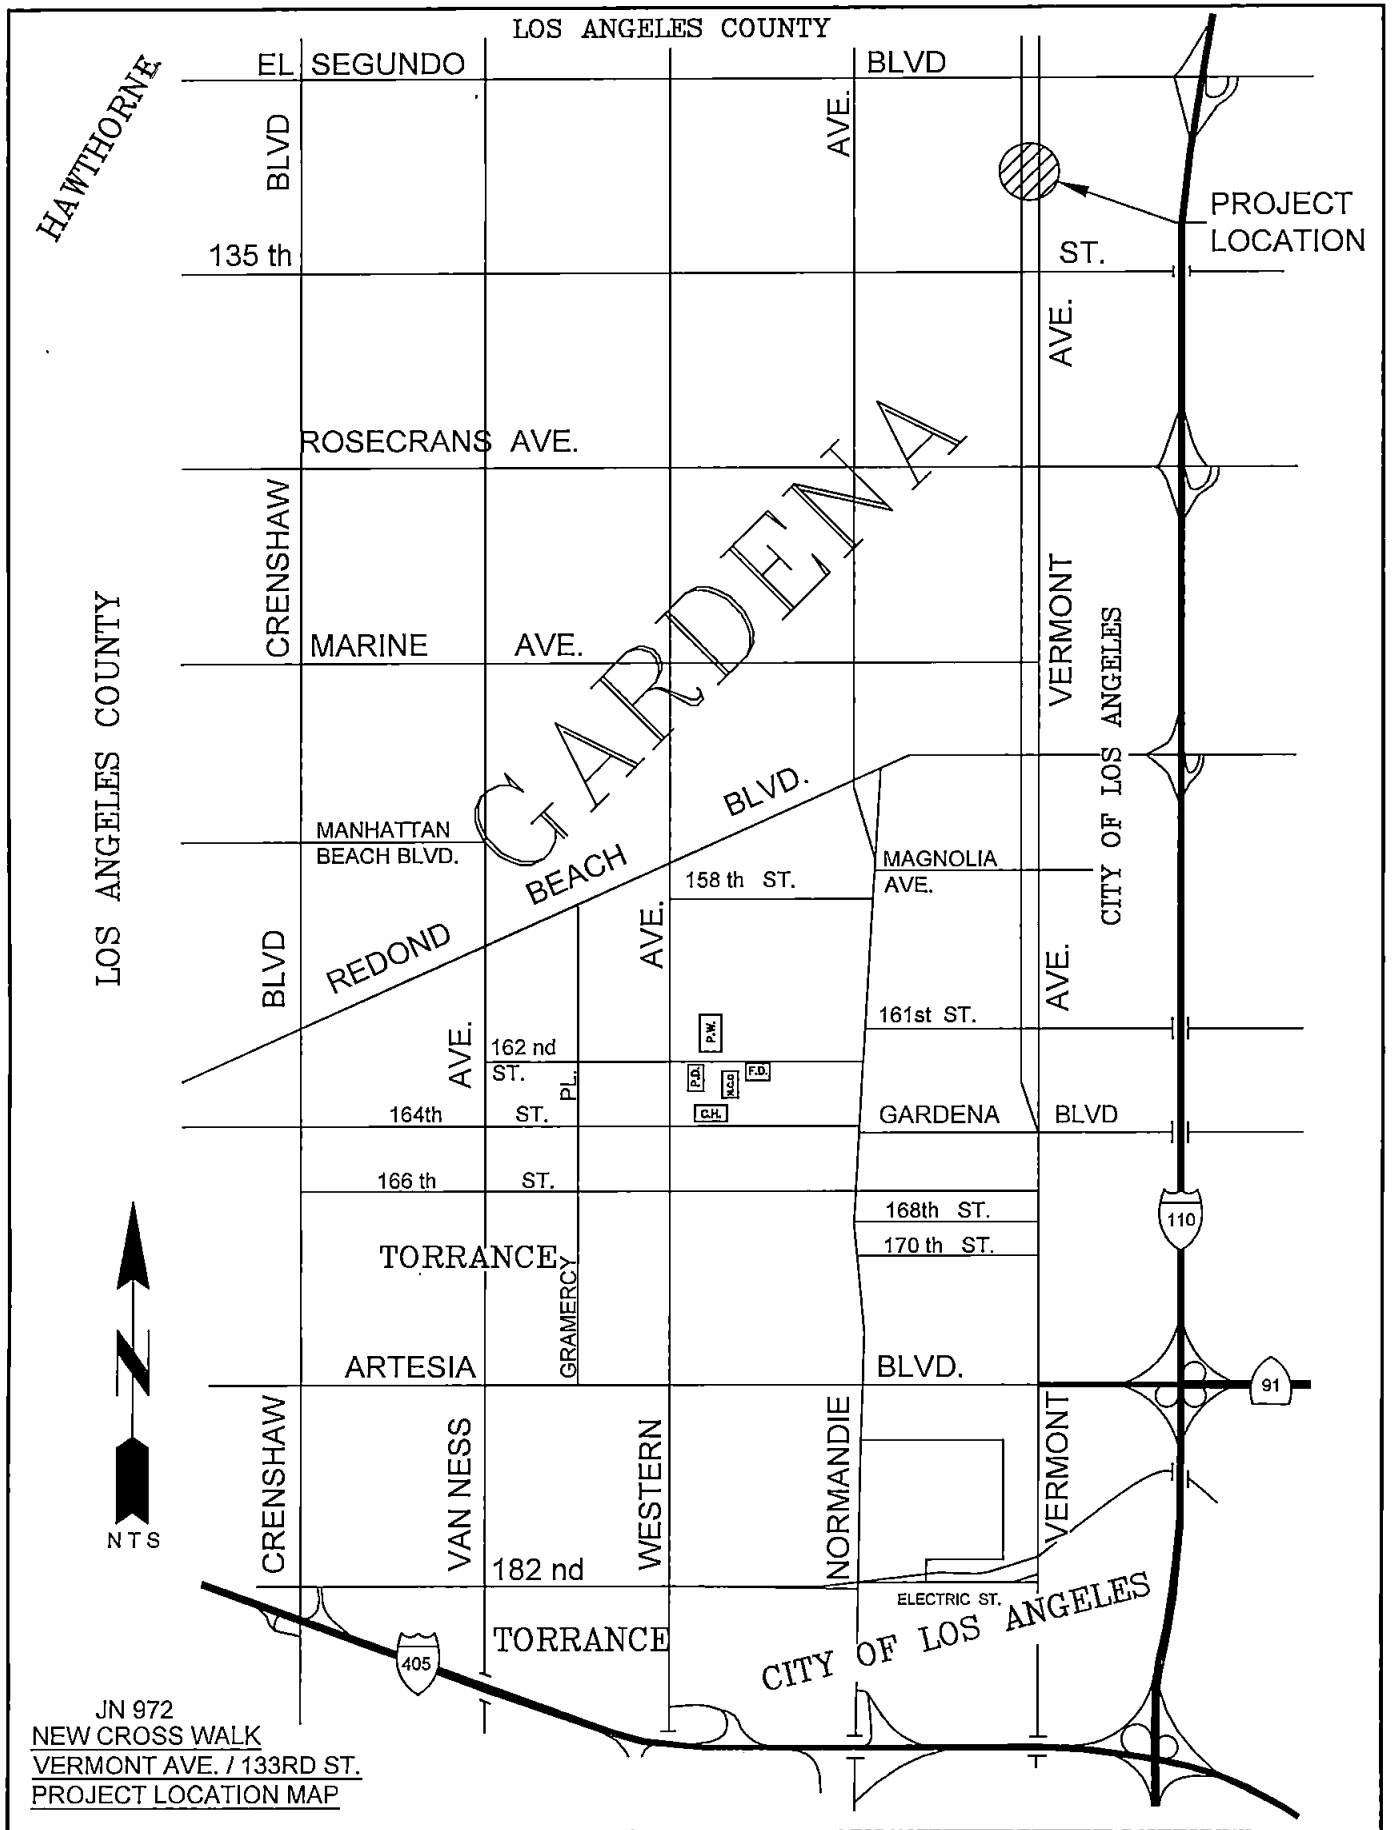 LOS ANGELES COUNTY
EL SEGUNDO BLVD
HAWTHORNE
BLVD
AVE.
PROJECT
LOCATION
135 th ST.
AVE.
ROSECRANS AVE.
CRENSHAW
GARDENA
VERMONT
LOS ANGELES COUNTY
CITY OF LOS ANGELES
MARINE AVE.
REDOND BEACH BLVD.
MANHATTAN
BEACH BLVD.
158 th ST.
MAGNOLIA
AVE.
BLVD
AVE.
AVE.
AVE.
161st ST.
P.W.
162 nd
ST.
PL.
P.D.
F.D.
C.H.
164th ST.
GARDENA BLVD
166 th ST.
168th ST.
170 th ST.
110
TORRANCE
GRAMERCY
ARTESIA BLVD.
91
CRENSHAW
VAN NESS
WESTERN
NORMANDIE
VERMONT
N
NTS
182 nd
ELECTRIC ST.
CITY OF LOS ANGELES
TORRANCE
405
JN 972
NEW CROSS WALK
VERMONT AVE. / 133RD ST.
PROJECT LOCATION MAP